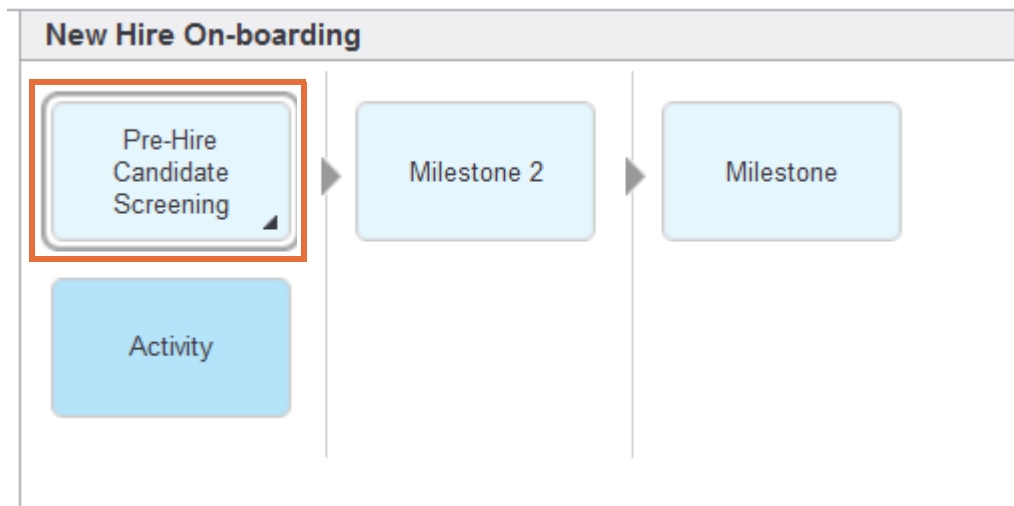 New Hire On-boarding
Pre-Hire
Candidate
Screening
Milestone 2
Milestone
Activity